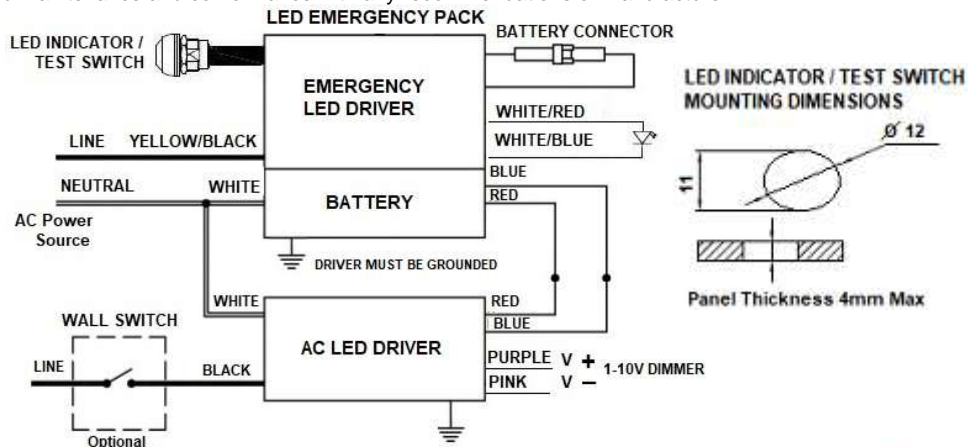 LED EMERGENCY PACK
LED INDICATOR /
TEST SWITCH
BATTERY CONNECTOR
EMERGENCY
LED DRIVER
LED INDICATOR / TEST SWITCH
MOUNTING DIMENSIONS
WHITE/RED
WHITE/BLUE
Ø 12
11
LINE YELLOW/BLACK
NEUTRAL WHITE
BLUE
RED
BATTERY
AC Power
Source
DRIVER MUST BE GROUNDED
Panel Thickness 4mm Max
WHITE
RED
BLUE
WALL SWITCH
AC LED DRIVER
LINE
BLACK
PURPLE V +
PINK V −
1-10V DIMMER
Optional